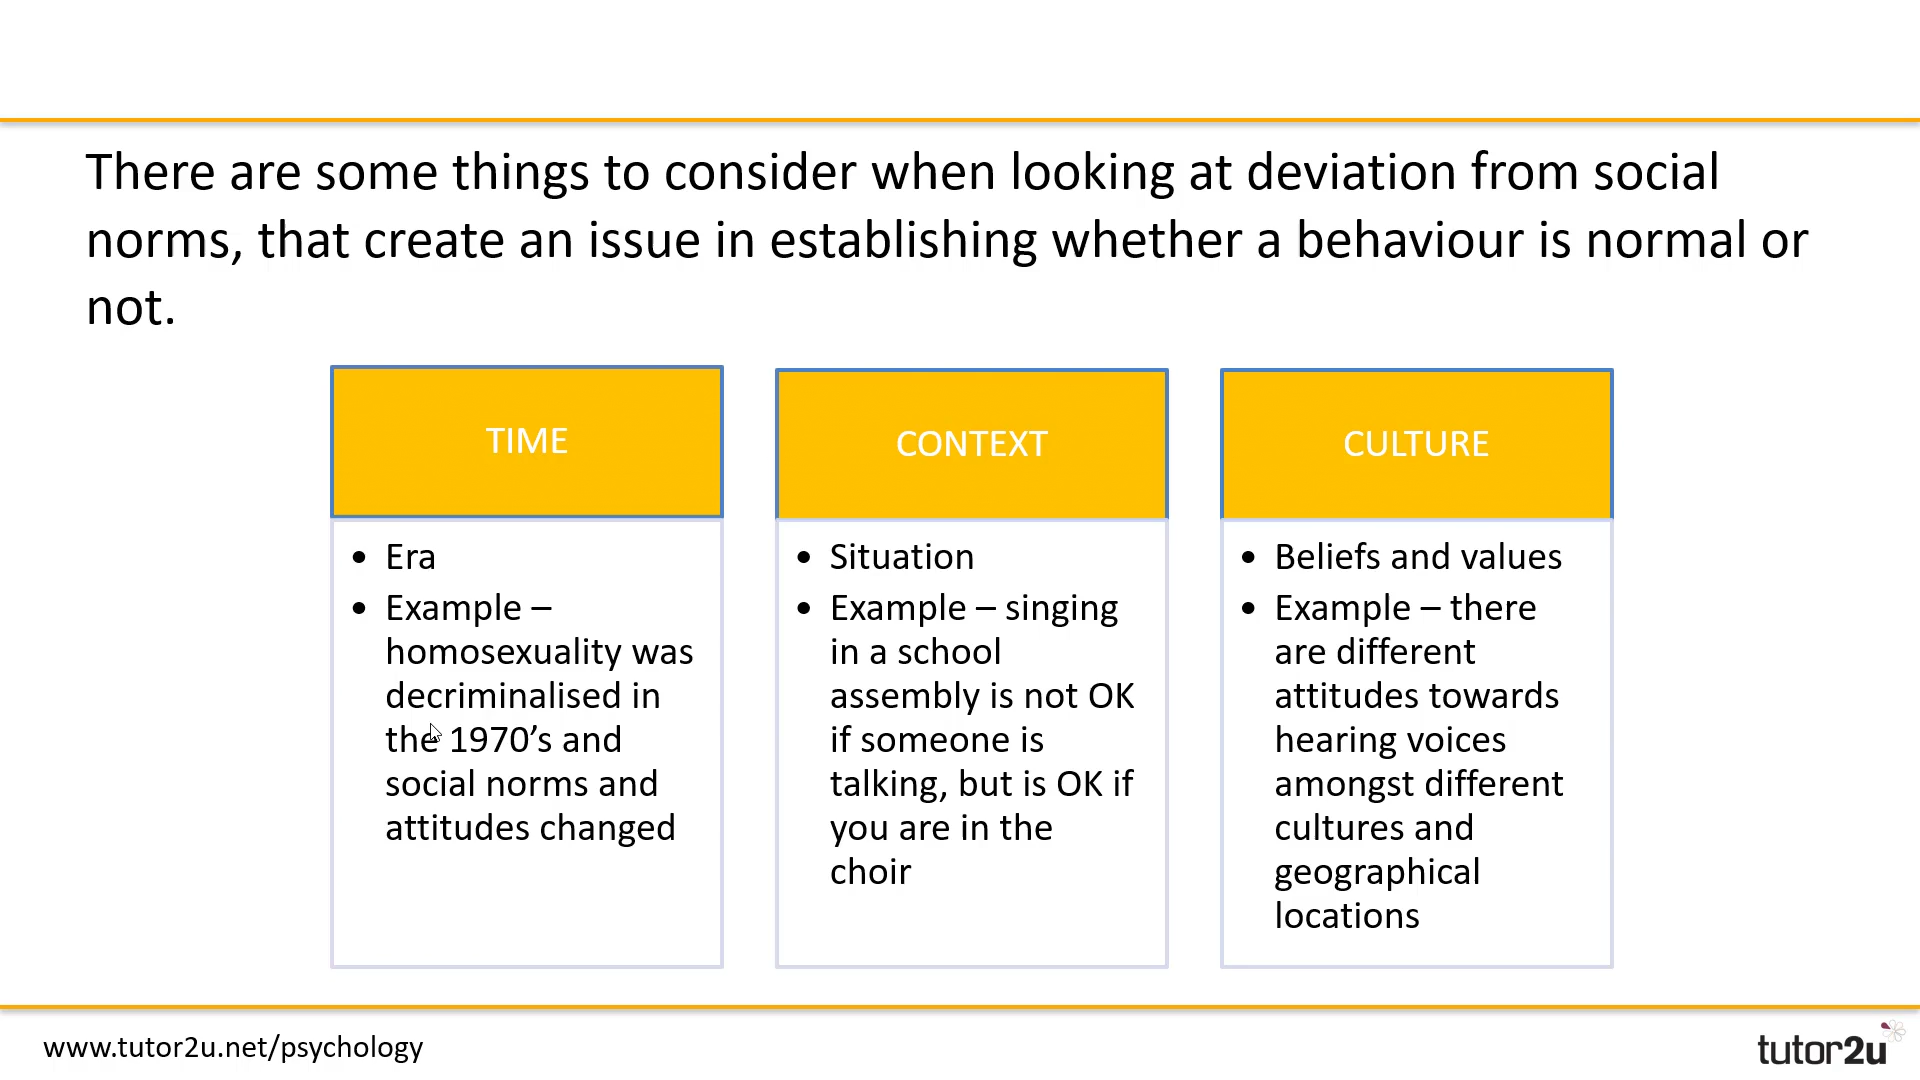 There are some things to consider when looking at deviation from social
norms, that create an issue in establishing whether a behaviour is normal or
not.
TIME
• Era
• Example –
homosexuality was
decriminalised in
the 1970’s and
social norms and
attitudes changed
CONTEXT
• Situation
• Example – singing
in a school
assembly is not OK
if someone is
talking, but is OK if
you are in the
choir
CULTURE
• Beliefs and values
• Example – there
are different
attitudes towards
hearing voices
amongst different
cultures and
geographical
locations
www.tutor2u.net/psychology
tutor2u